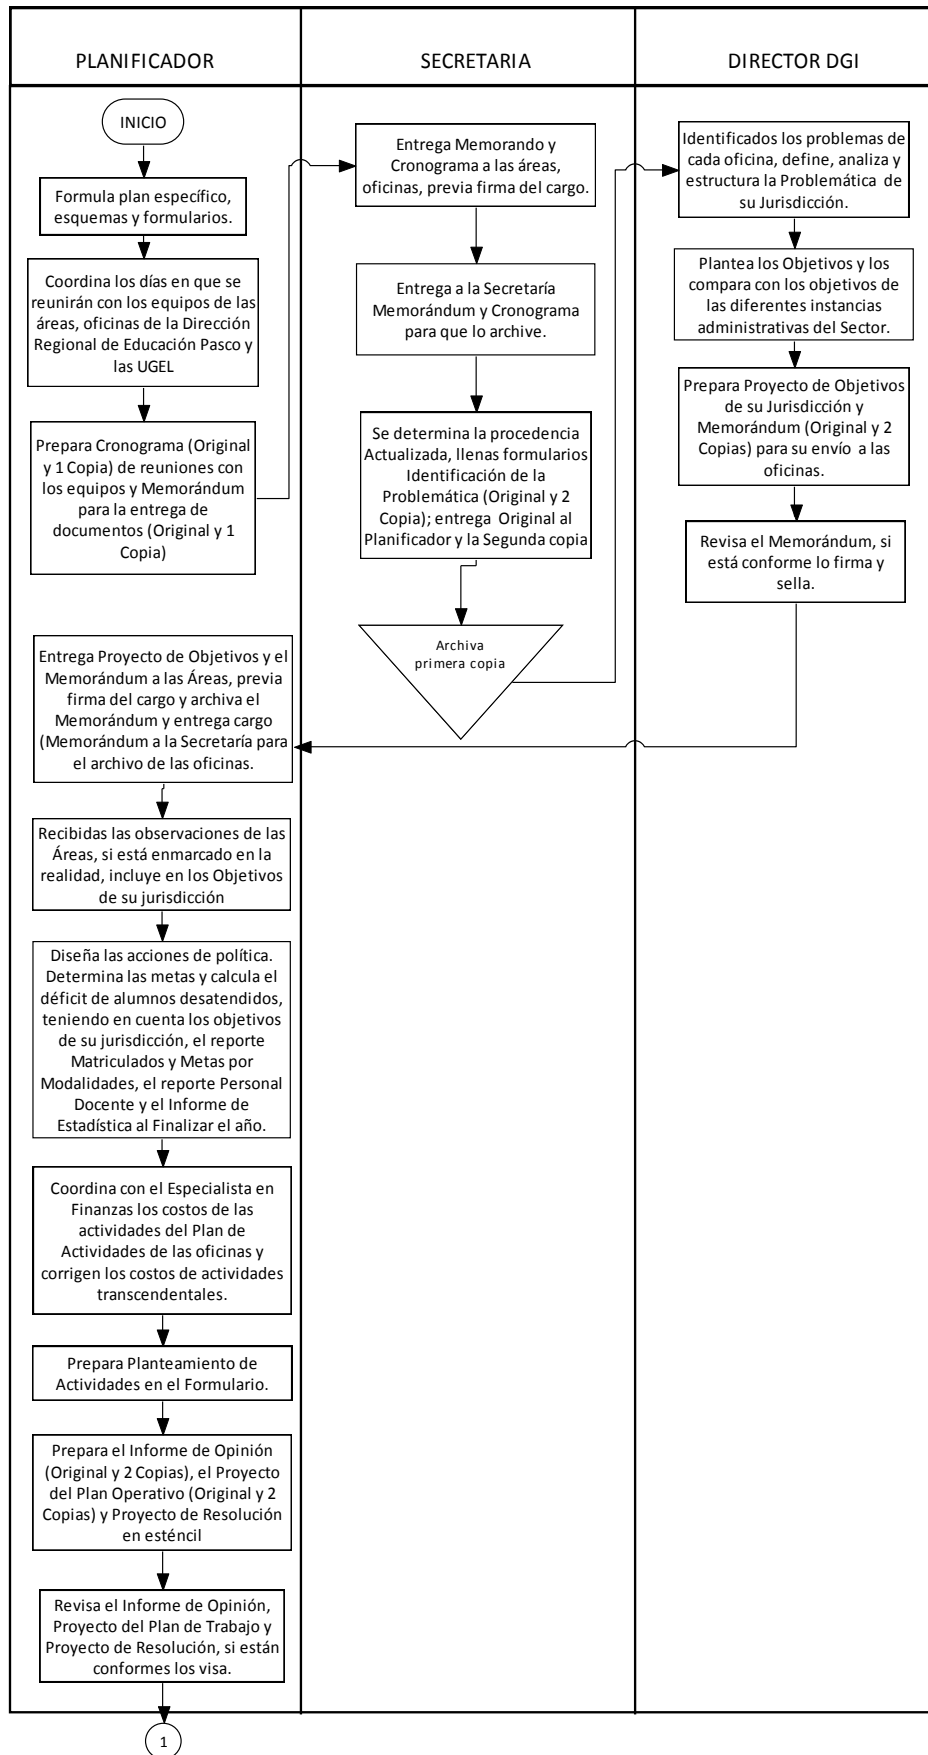 PLANIFICADOR
SECRETARIA
DIRECTOR DGI
INICIO
Formula plan específico,
esquemas y formularios.
Coordina los días en que se
reunirán con los equipos de las
áreas, oficinas de la Dirección
Regional de Educación Pasco y
las UGEL
Prepara Cronograma (Original
y 1 Copia) de reuniones con
los equipos y Memorándum
para la entrega de
documentos (Original y 1
Copia)
Entrega Memorando y
Cronograma a las áreas,
oficinas, previa firma del cargo.
Entrega a la Secretaría
Memorándum y Cronograma
para que lo archive.
Se determina la procedencia
Actualizada, llenas formularios
Identificación de la
Problemática (Original y 2
Copia); entrega Original al
Planificador y la Segunda copia
Archiva
primera copia
Identificados los problemas de
cada oficina, define, analiza y
estructura la Problemática de
su Jurisdicción.
Plantea los Objetivos y los
compara con los objetivos de
las diferentes instancias
administrativas del Sector.
Prepara Proyecto de Objetivos
de su Jurisdicción y
Memorándum (Original y 2
Copias) para su envío a las
oficinas.
Revisa el Memorándum, si
está conforme lo firma y
sella.
Entrega Proyecto de Objetivos y el
Memorándum a las Áreas, previa
firma del cargo y archiva el
Memorándum y entrega cargo
(Memorándum a la Secretaría para
el archivo de las oficinas.
Recibidas las observaciones de las
Áreas, si está enmarcado en la
realidad, incluye en los Objetivos
de su jurisdicción
Diseña las acciones de política.
Determina las metas y calcula el
déficit de alumnos desatendidos,
teniendo en cuenta los objetivos
de su jurisdicción, el reporte
Matriculados y Metas por
Modalidades, el reporte Personal
Docente y el Informe de
Estadística al Finalizar el año.
Coordina con el Especialista en
Finanzas los costos de las
actividades del Plan de
Actividades de las oficinas y
corrigen los costos de actividades
transcendentales.
Prepara Planteamiento de
Actividades en el Formulario.
Prepara el Informe de Opinión
(Original y 2 Copias), el Proyecto
del Plan Operativo (Original y 2
Copias) y Proyecto de Resolución
en esténcil
Revisa el Informe de Opinión,
Proyecto del Plan de Trabajo y
Proyecto de Resolución, si están
conformes los visa.
1